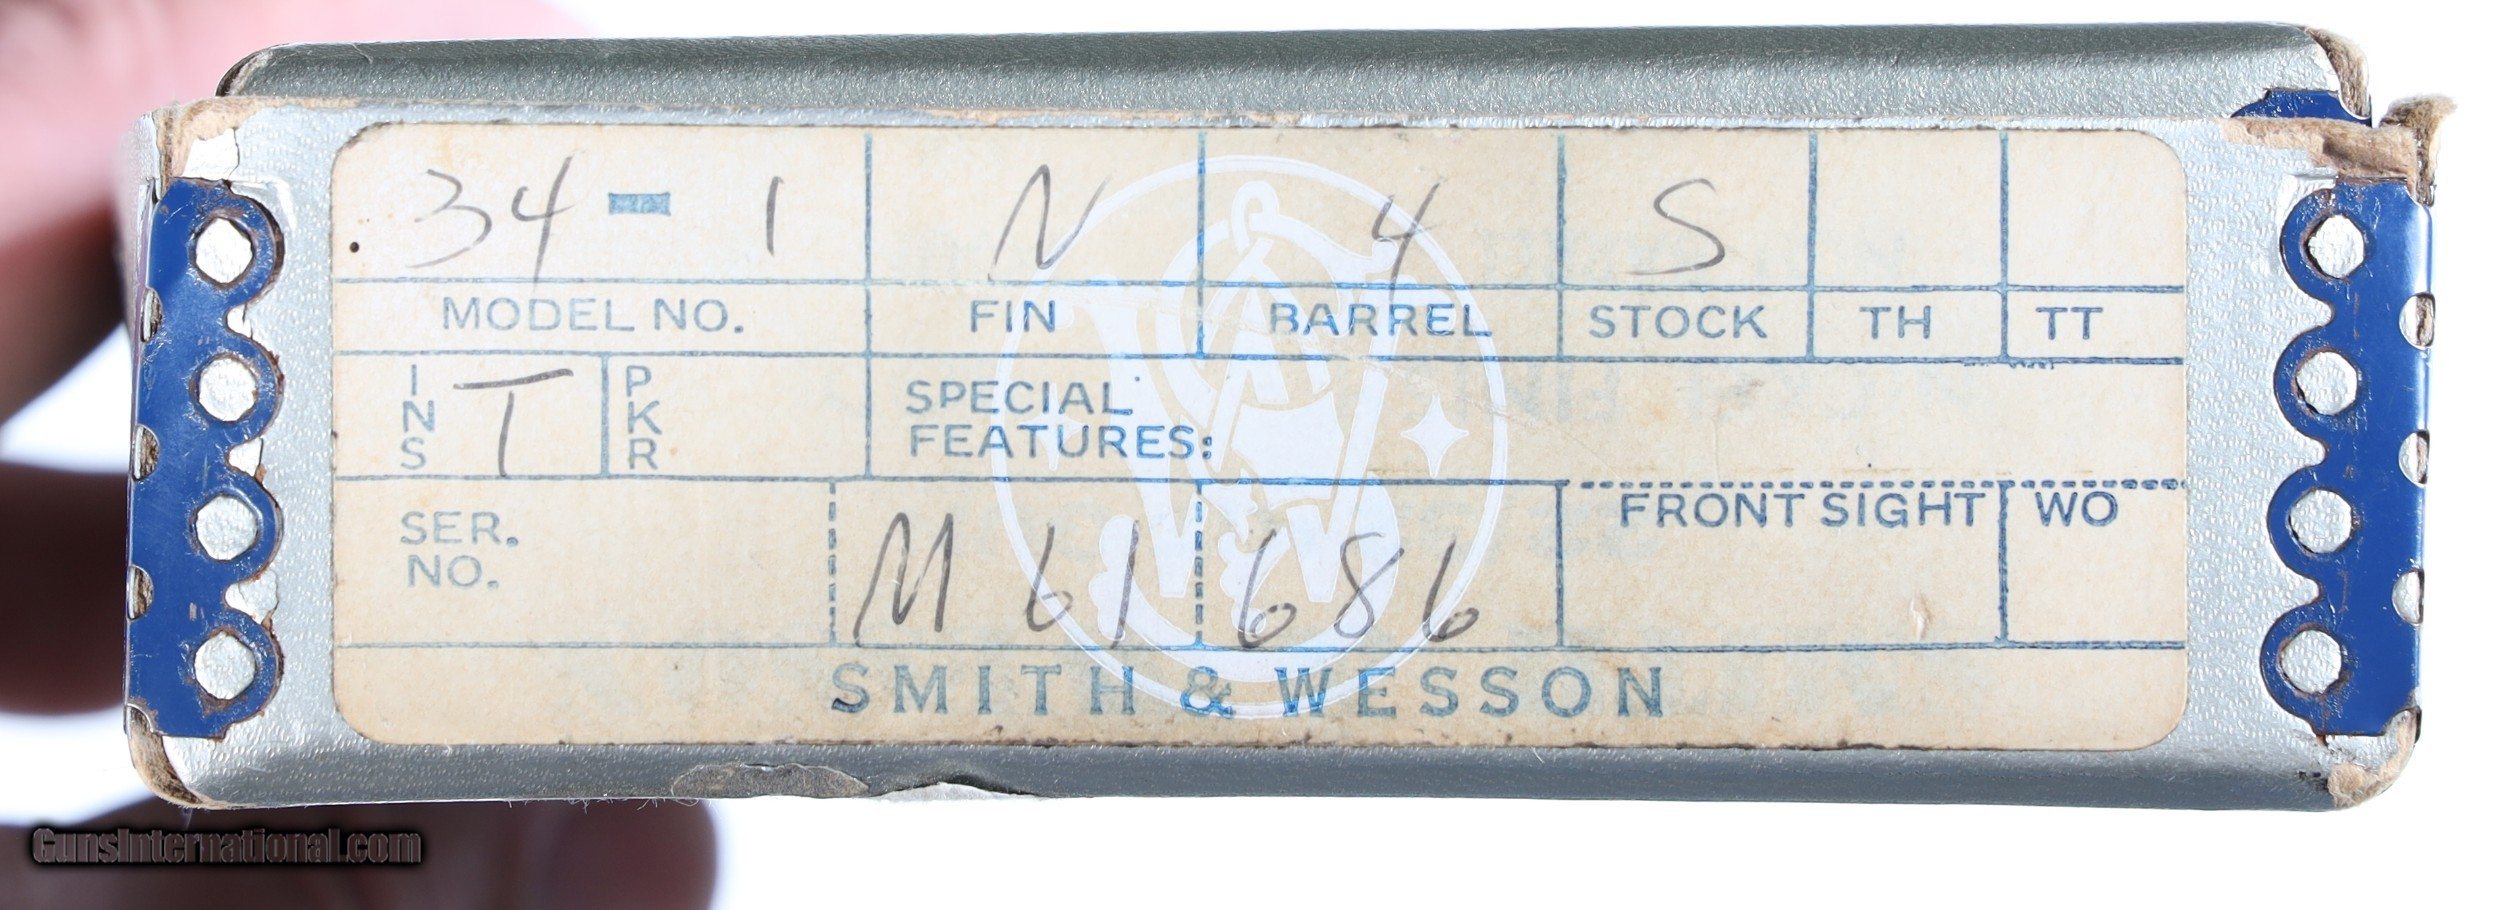 34-1 N 4 S
MODEL NO. FIN BARREL STOCK TH TT
INS T PKR SPECIAL
FEATURES:
SER.
NO. M61686 FRONT SIGHT WO
SMITH & WESSON
GunsInternational.com